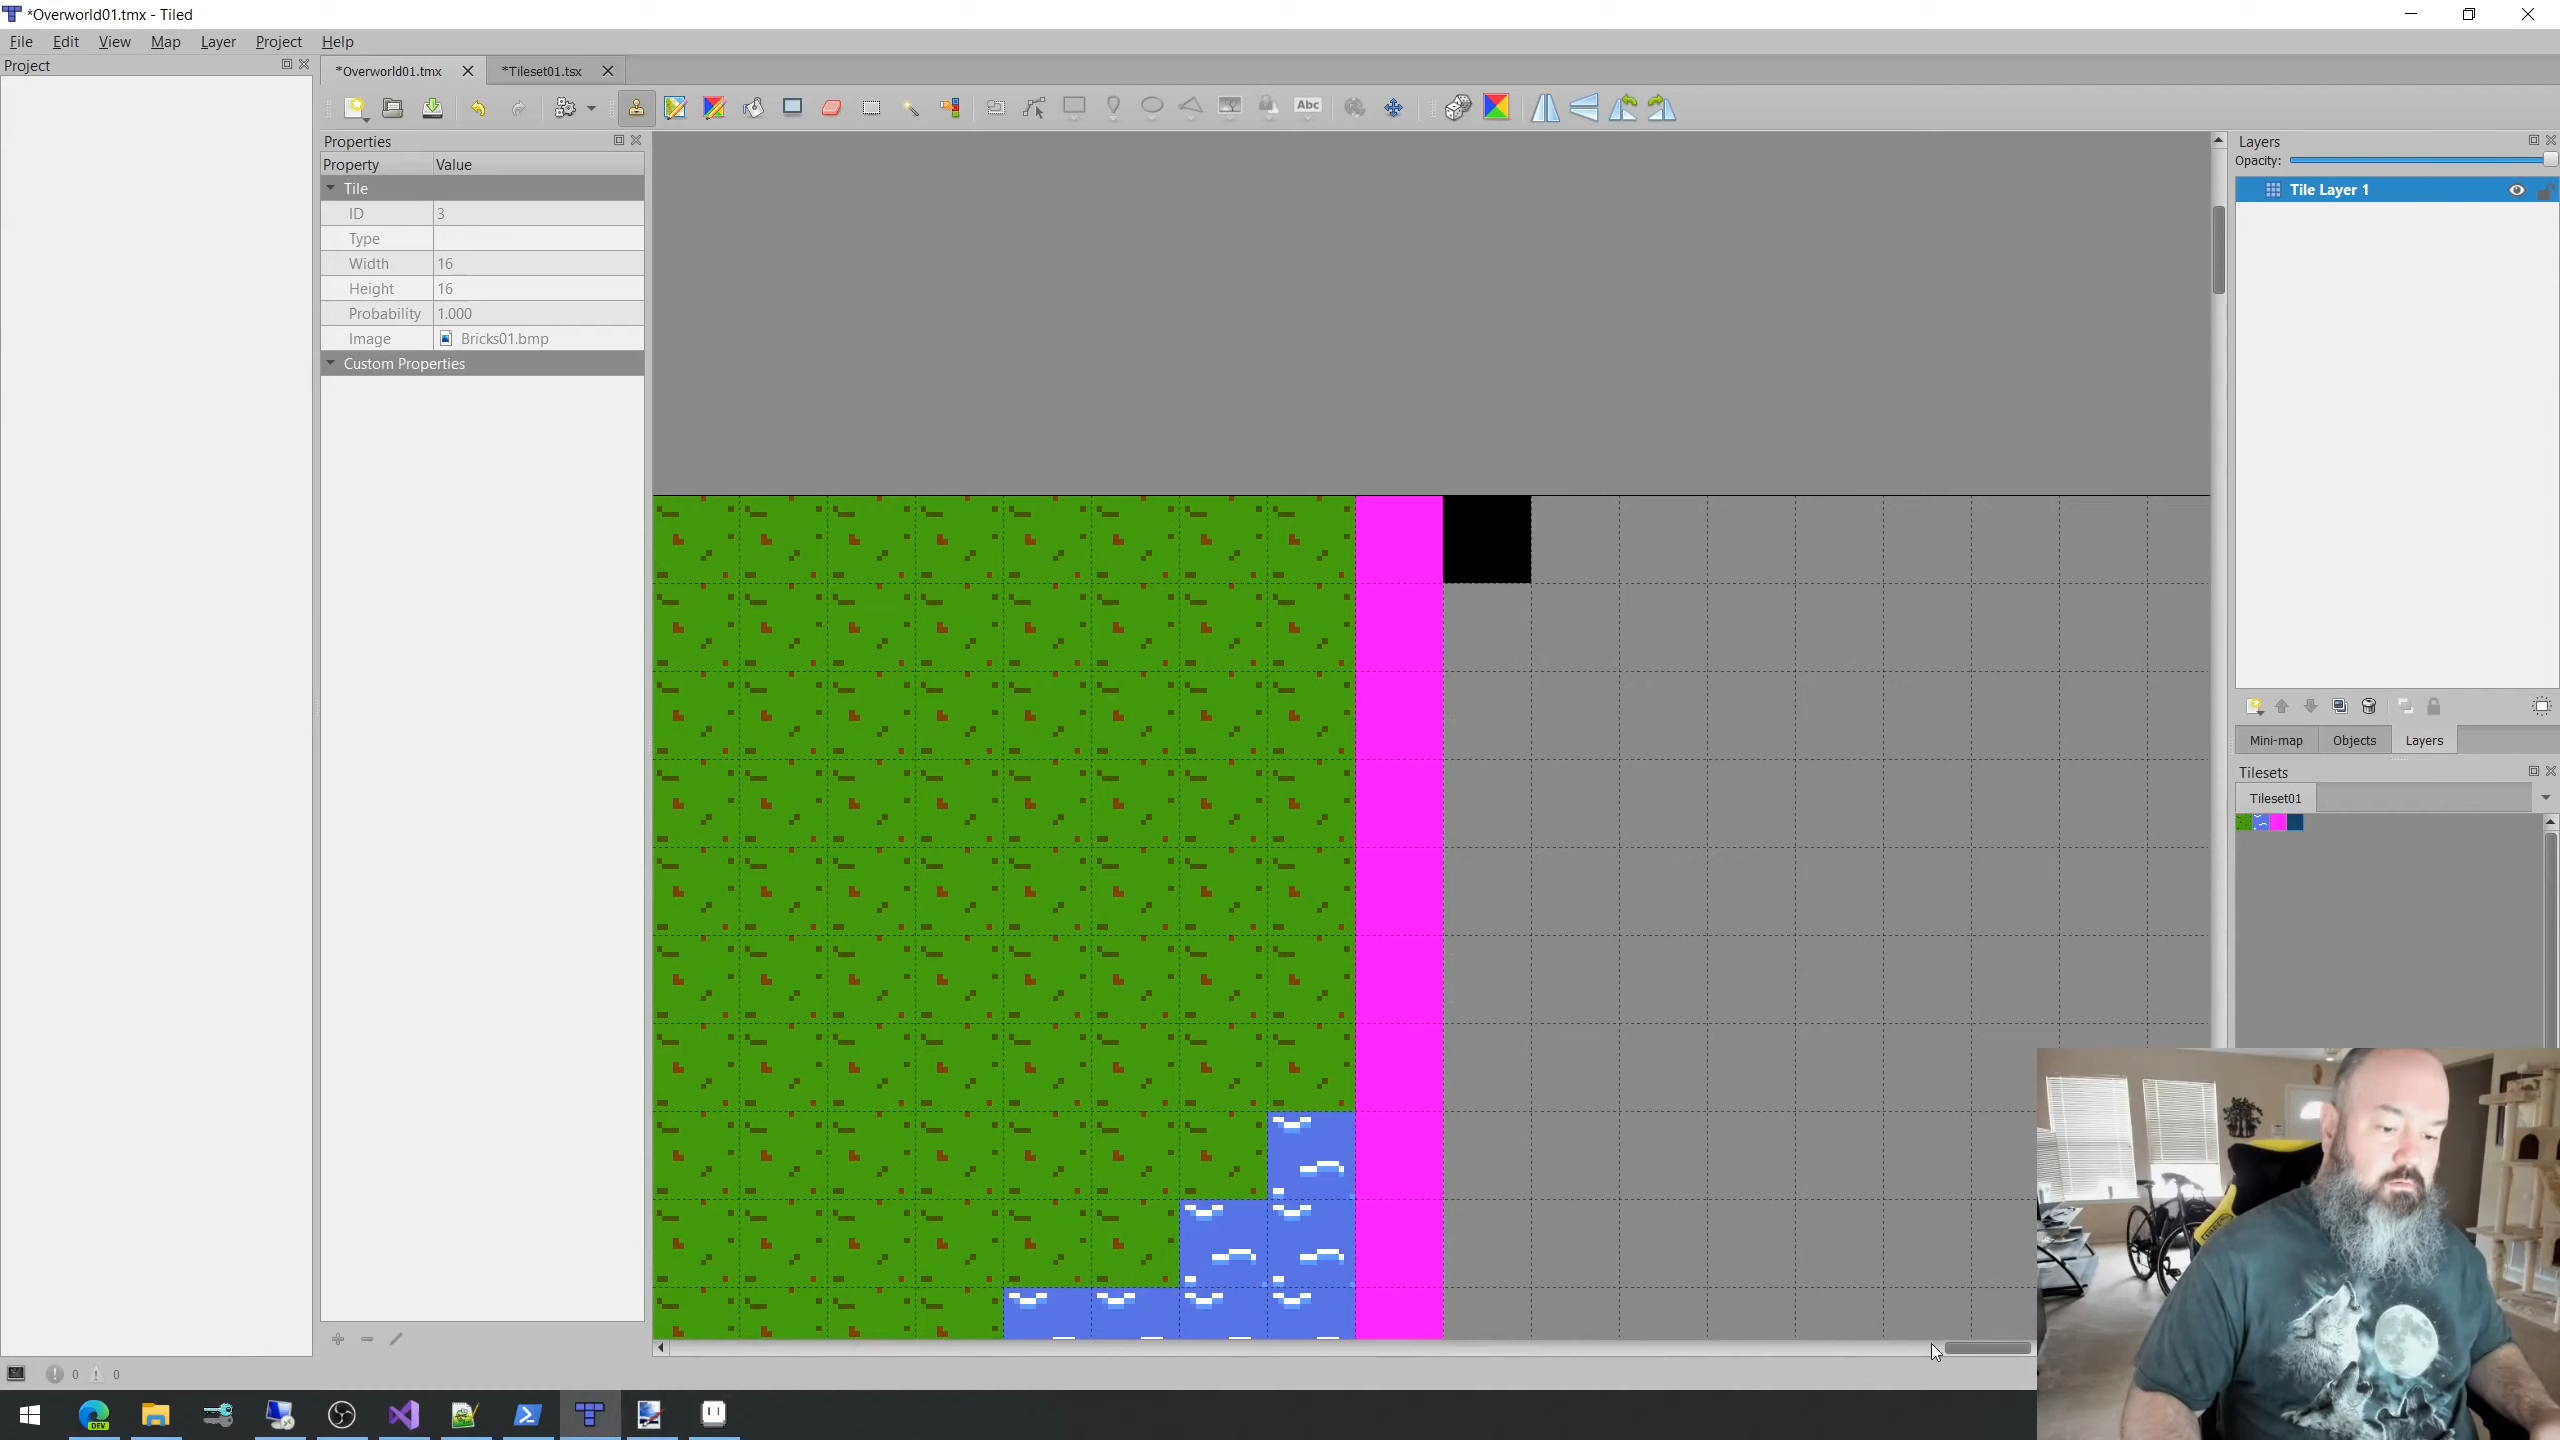 *Overworld01.tmx - Tiled
File Edit View Map Layer Project Help
Project
*Overworld01.tmx
*Tileset01.tsx
Abc
Properties
Property Value
Tile
ID 3
Type
Width 16
Height 16
Probability 1.000
Image Bricks01.bmp
Custom Properties
Layers
Opacity:
Tile Layer 1
Mini-map Objects Layers
Tilesets
Tileset01
0 0
DEV